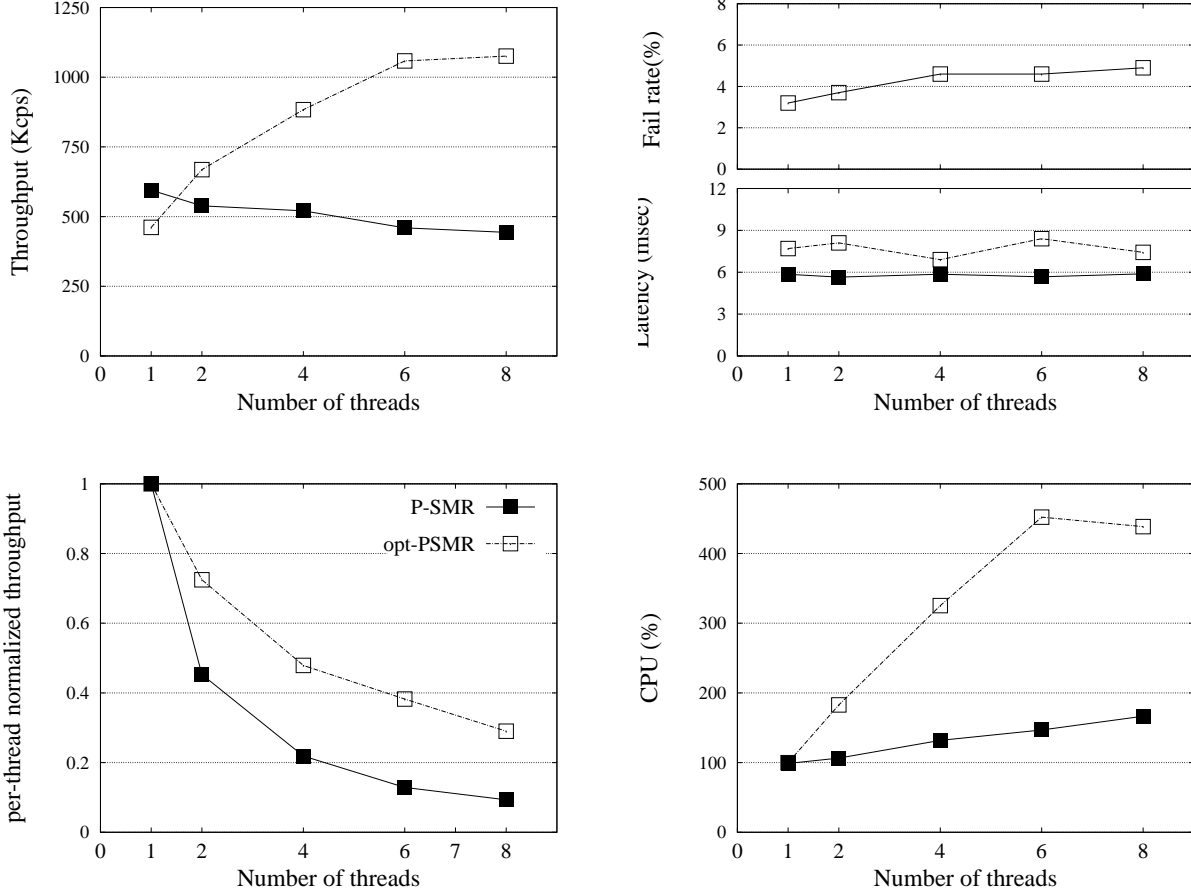 1250
1000
750
500
250
0
Throughput (Kcps)
0 1 2 4 6 8
Number of threads
8
6
4
2
0
Fail rate(%)
12
9
6
3
0
Latency (msec)
0 1 2 4 6 8
Number of threads
1
0.8
0.6
0.4
0.2
0
per-thread normalized throughput
P-SMR
opt-PSMR
0 1 2 4 6 7 8
Number of threads
500
400
300
200
100
0
CPU (%)
0 1 2 4 6 8
Number of threads